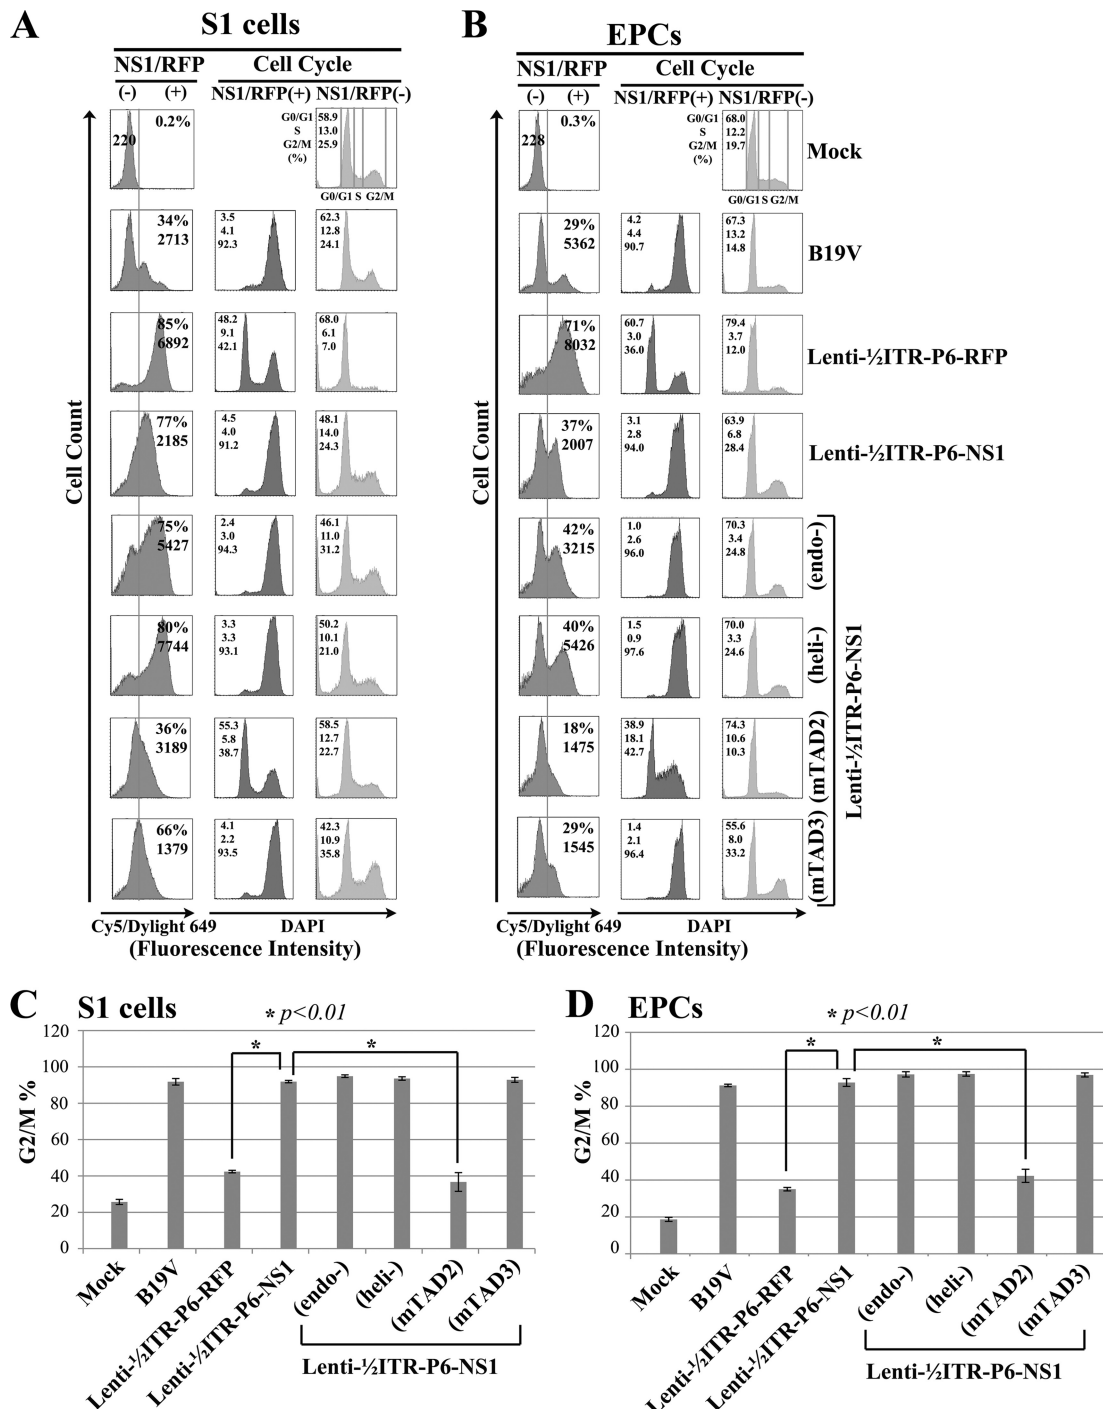 A
S1 cells
NS1/RFP Cell Cycle
(-) (+) NS1/RFP(+) NS1/RFP(-)
220 0.2%
G0/G1 58.9
S 13.0
G2/M 25.9
(%)
G0/G1 S G2/M
34% 3.5 62.3
2713 4.1 12.8
92.3 24.1
85% 48.2 68.0
6892 9.1 6.1
42.1 7.0
77% 4.5 48.1
2185 4.0 14.0
91.2 24.3
75% 2.4 46.1
5427 3.0 11.0
94.3 31.2
80% 3.3 50.2
7744 3.3 10.1
93.1 21.0
36% 55.3 58.5
3189 5.8 12.7
38.7 22.7
66% 4.1 42.3
1379 2.2 10.9
93.5 35.8
Cell Count
Cy5/Dylight 649 DAPI
(Fluorescence Intensity)
B
EPCs
NS1/RFP Cell Cycle
(-) (+) NS1/RFP(+) NS1/RFP(-)
228 0.3%
G0/G1 68.0
S 12.2
G2/M 19.7
(%)
G0/G1 S G2/M
Mock
29% 4.2 67.3
5362 4.4 13.2
90.7 14.8
B19V
71% 60.7 79.4
8032 3.0 3.7
36.0 12.0
Lenti-½ITR-P6-RFP
37% 3.1 63.9
2007 2.8 6.8
94.0 28.4
Lenti-½ITR-P6-NS1
42% 1.0 70.3
3215 2.6 3.4
96.0 24.8
(endo-)
40% 1.5 70.0
5426 0.9 3.3
97.6 24.6
(heli-)
18% 38.9 74.3
1475 18.1 10.6
42.7 10.3
(mTAD2)
29% 1.4 55.6
1545 2.1 8.0
96.4 33.2
(mTAD3)
Lenti-½ITR-P6-NS1
Cell Count
Cy5/Dylight 649 DAPI
(Fluorescence Intensity)
C S1 cells
* p<0.01
G2/M %
120
100
80
60
40
20
0
* *
Mock
B19V
Lenti-½ITR-P6-RFP
Lenti-½ITR-P6-NS1
(endo-)
(heli-)
(mTAD2)
(mTAD3)
Lenti-½ITR-P6-NS1
D EPCs
* p<0.01
G2/M %
120
100
80
60
40
20
0
* *
Mock
B19V
Lenti-½ITR-P6-RFP
Lenti-½ITR-P6-NS1
(endo-)
(heli-)
(mTAD2)
(mTAD3)
Lenti-½ITR-P6-NS1